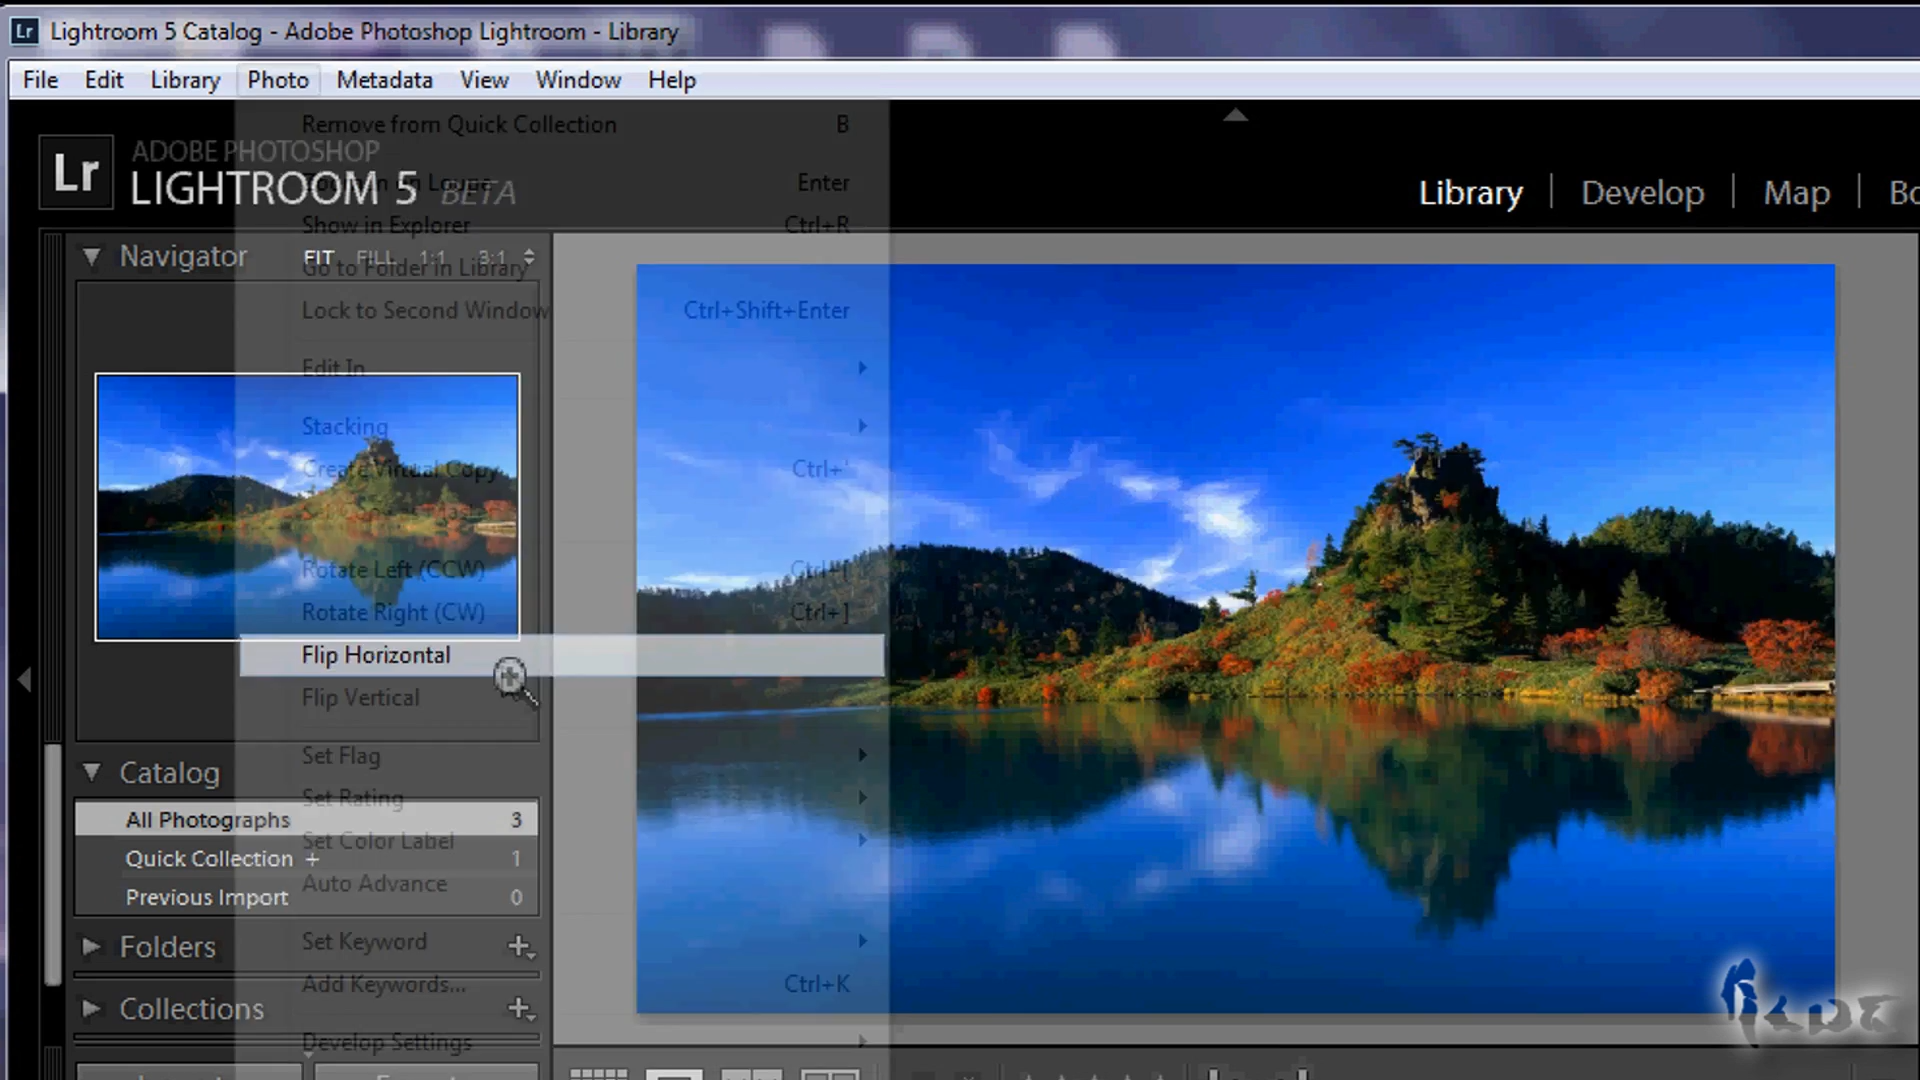 Lr Lightroom 5 Catalog - Adobe Photoshop Lightroom - Library
File Edit Library Photo Metadata View Window Help
Remove from Quick Collection B
Lr ADOBE PHOTOSHOP
LIGHTROOM 5 BETA
Library | Develop | Map |
Enter
Show in Explorer Ctrl+R
Navigator FIT FILL 1:1 3:1
Go to Folder in Library
Lock to Second Window Ctrl+Shift+Enter
Edit In
Stacking
Create Virtual Copy Ctrl+'
Rotate Left (CCW) Ctrl+[
Rotate Right (CW) Ctrl+]
Flip Horizontal
Flip Vertical
Set Flag
Catalog
Set Rating
All Photographs 3
Set Color Label
Quick Collection + 1
Auto Advance
Previous Import 0
Set Keyword
Folders
Add Keywords... Ctrl+K
Collections
Develop Settings